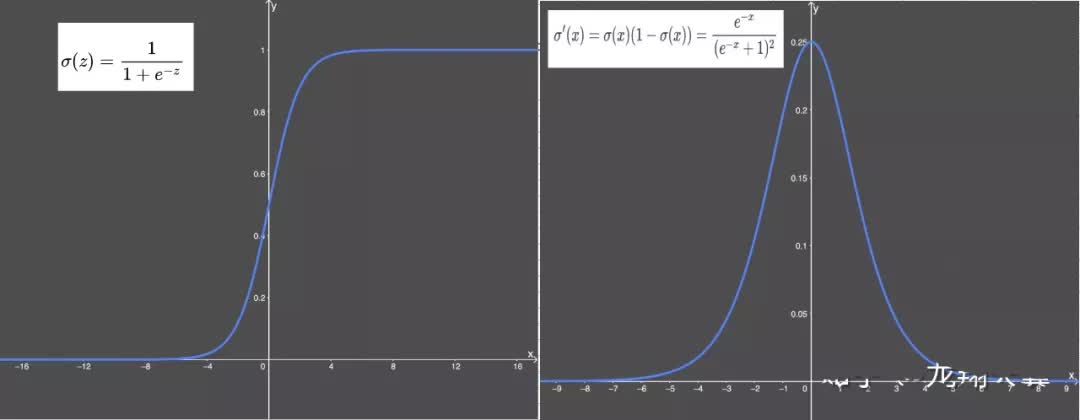 σ(z) = 1 / (1 + e^{-z})
y
1
0.8
0.6
0.4
0.2
−16 −12 −8 −4 0 4 8 12 16
x
σ'(x) = σ(x)(1 − σ(x)) = e^{-x} / (e^{-x} + 1)^2
y
0.25
0.2
0.15
0.1
0.05
−9 −8 −7 −6 −5 −4 −3 −2 −1 0 2 3 4 5 8 9
x